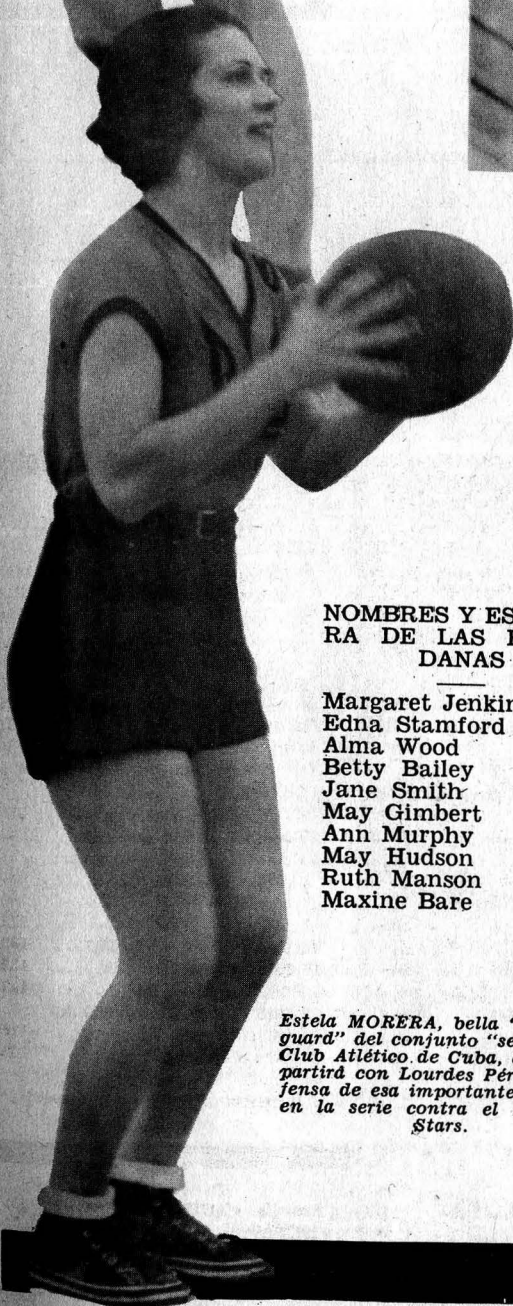 NOMBRES Y ES
RA DE LAS
DANAS
Margaret Jenkin
Edna Stamford
Alma Wood
Betty Bailey
Jane Smith
May Gimbert
Ann Murphy
May Hudson
Ruth Manson
Maxine Bare
Estela MORERA, bella "
guard" del conjunto "se
Club Atlético de Cuba,
partirá con Lourdes Pér
fensa de esa importante
en la serie contra el
Stars.